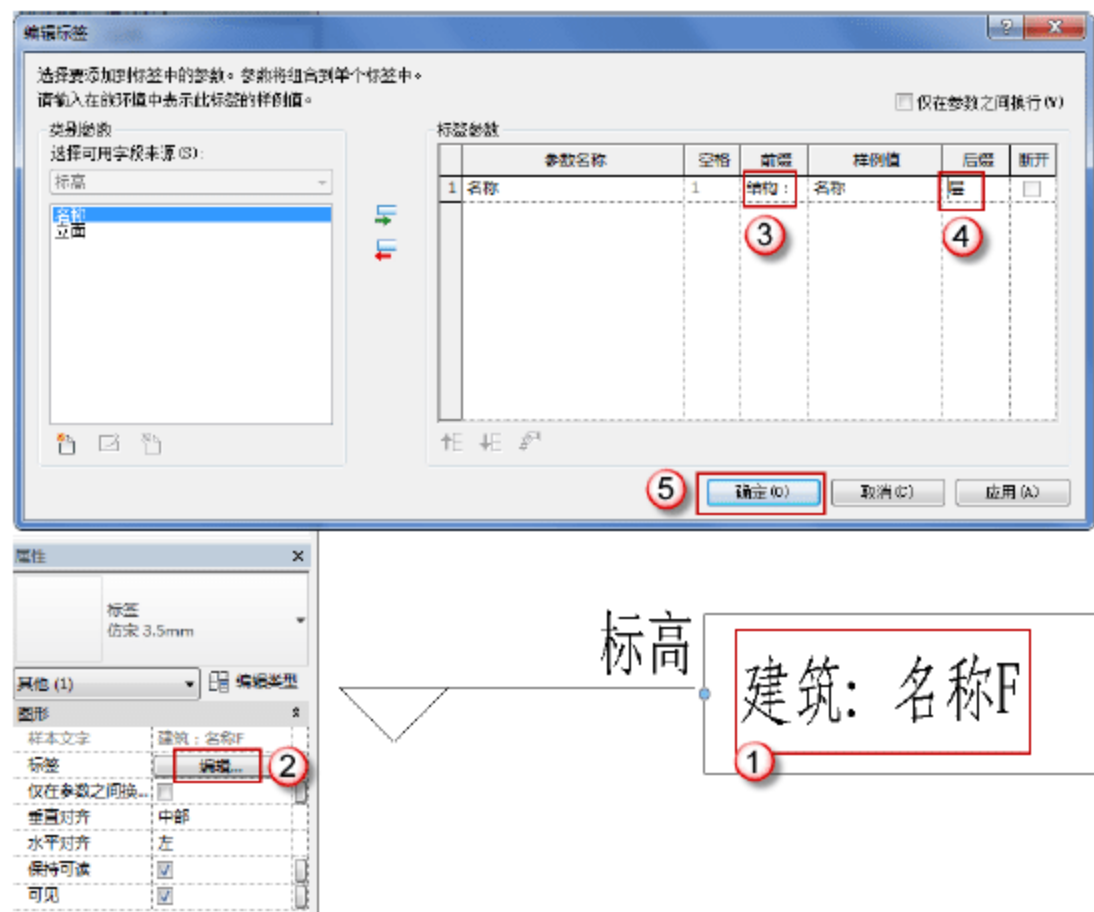 编辑标签
选择要添加到标签中的参数。参数将组合到单个标签中。
请输入在族环境中表示此标签的样例值。
仅在参数之间换行(W)
类别参数
选择可用字段来源(S):
标高
名称
立面
标签参数
参数名称 空格 前缀 样例值 后缀 断开
1 名称 1 结构: 名称 层
3
4
5
确定(O) 取消(C) 应用(A)
属性
标签
仿宋 3.5mm
其他 (1) 编辑类型
图形
样本文字 建筑:名称F
标签 编辑...
2
仅在参数之间换...
垂直对齐 中部
水平对齐 左
保持可读
可见
标高
建筑: 名称F
1